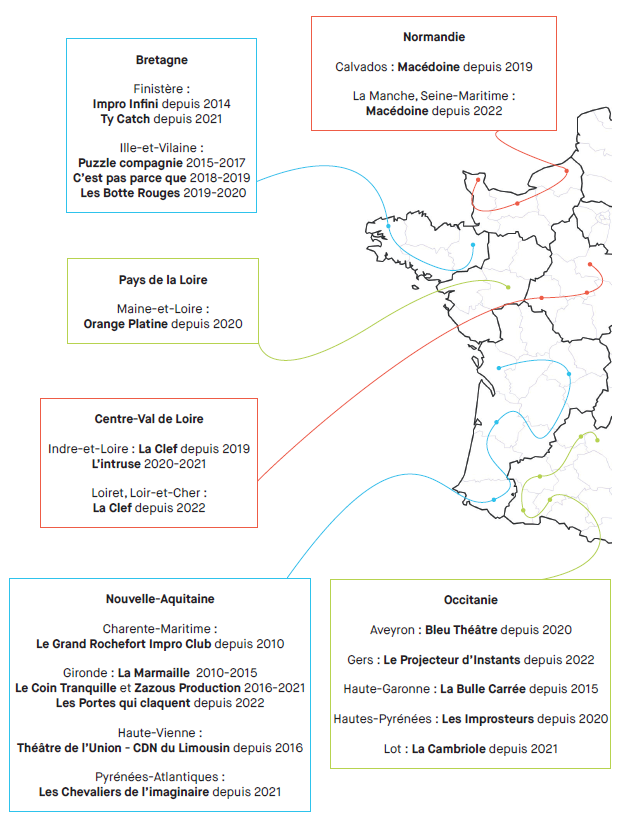 Bretagne
Finistère :
Impro Infini depuis 2014
Ty Catch depuis 2021
Ille-et-Vilaine :
Puzzle compagnie 2015-2017
C'est pas parce que 2018-2019
Les Botte Rouges 2019-2020
Normandie
Calvados : Macédoine depuis 2019
La Manche, Seine-Maritime :
Macédoine depuis 2022
Pays de la Loire
Maine-et-Loire :
Orange Platine depuis 2020
Centre-Val de Loire
Indre-et-Loire : La Clef depuis 2019
L'intruse 2020-2021
Loiret, Loir-et-Cher :
La Clef depuis 2022
Nouvelle-Aquitaine
Charente-Maritime :
Le Grand Rochefort Impro Club depuis 2010
Gironde : La Marmaille 2010-2015
Le Coin Tranquille et Zazous Production 2016-2021
Les Portes qui claquent depuis 2022
Haute-Vienne :
Théâtre de l'Union - CDN du Limousin depuis 2016
Pyrénées-Atlantiques :
Les Chevaliers de l'imaginaire depuis 2021
Occitanie
Aveyron : Bleu Théâtre depuis 2020
Gers : Le Projecteur d'Instants depuis 2022
Haute-Garonne : La Bulle Carrée depuis 2015
Hautes-Pyrénées : Les Improsteurs depuis 2020
Lot : La Cambriole depuis 2021